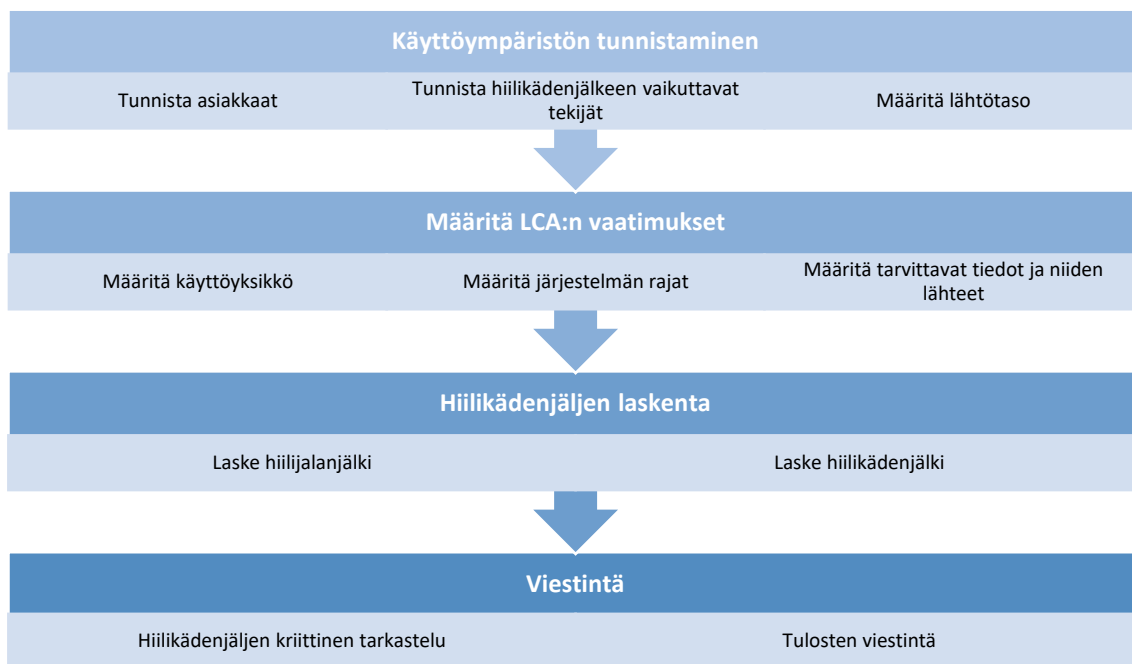 Käyttöympäristön tunnistaminen
Tunnista asiakkaat
Tunnista hiilikädenjälkeen vaikuttavat
tekijät
Määritä lähtötaso
Määritä LCA:n vaatimukset
Määritä käyttöyksikkö
Määritä järjestelmän rajat
Määritä tarvittavat tiedot ja niiden
lähteet
Hiilikädenjäljen laskenta
Laske hiilijalanjälki
Laske hiilikädenjälki
Viestintä
Hiilikädenjäljen kriittinen tarkastelu
Tulosten viestintä